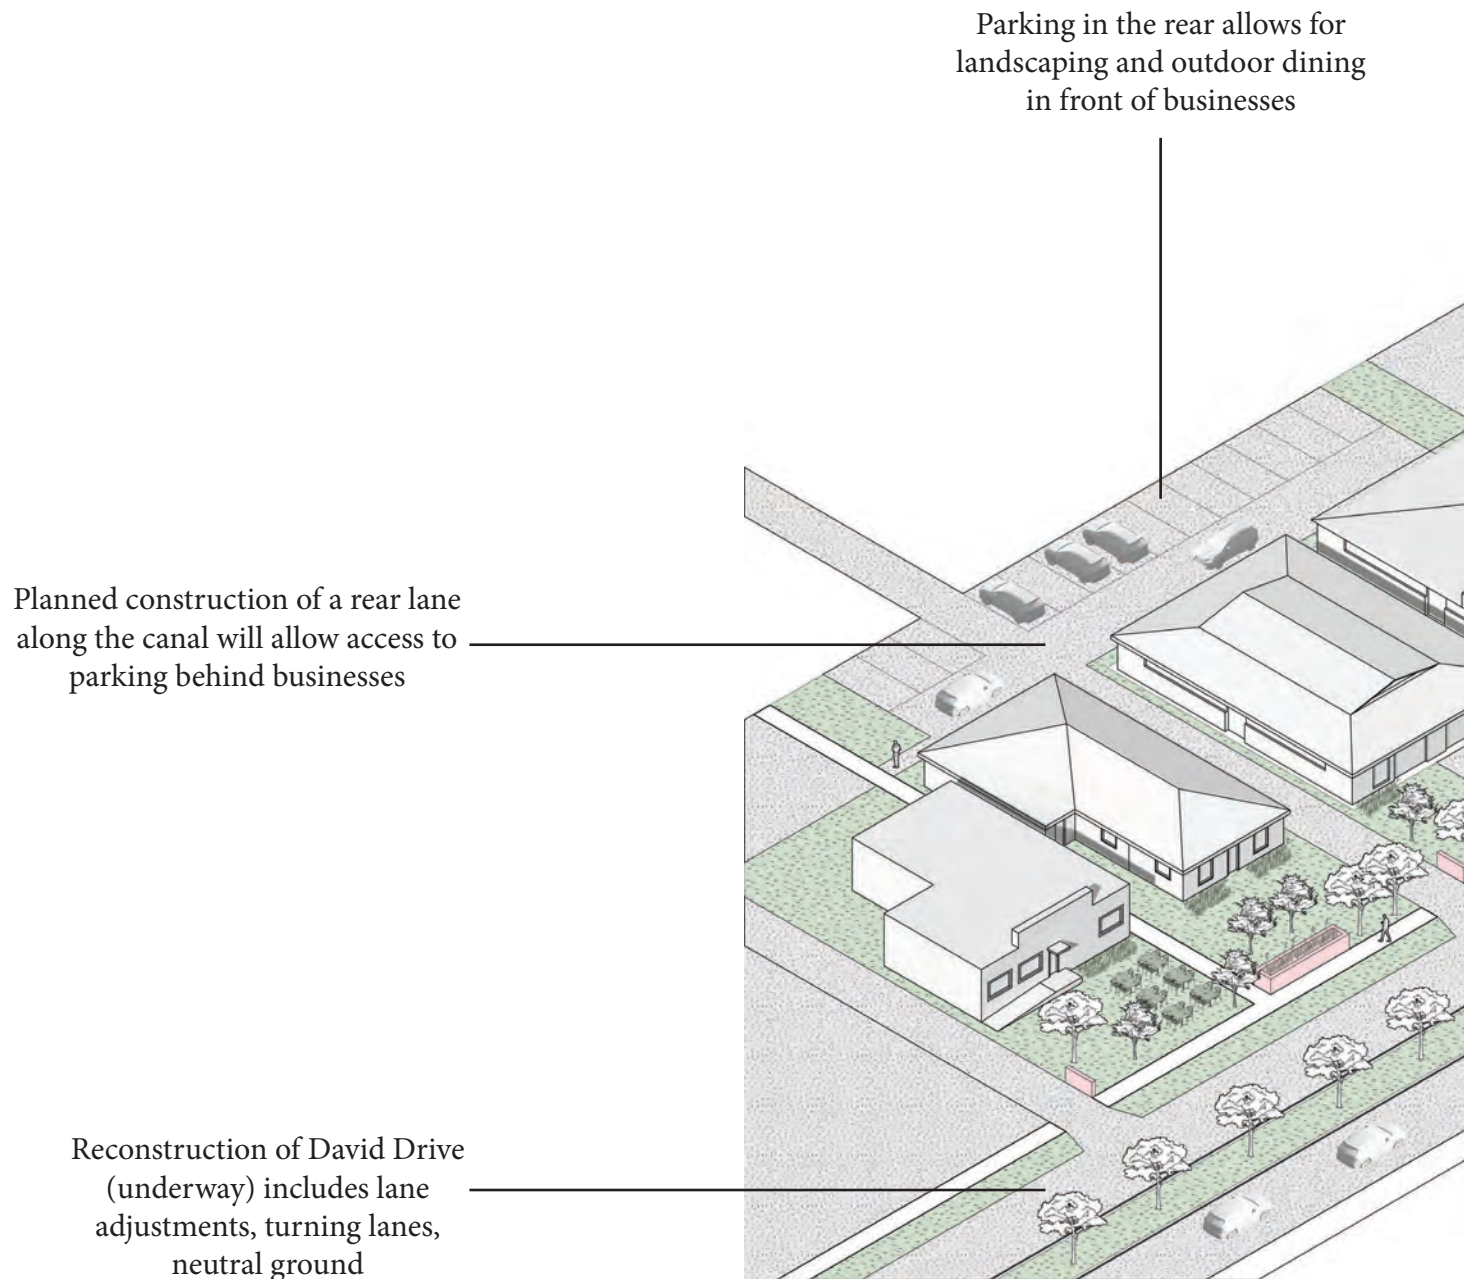 Parking in the rear allows for
landscaping and outdoor dining
in front of businesses
Planned construction of a rear lane
along the canal will allow access to
parking behind businesses
Reconstruction of David Drive
(underway) includes lane
adjustments, turning lanes,
neutral ground